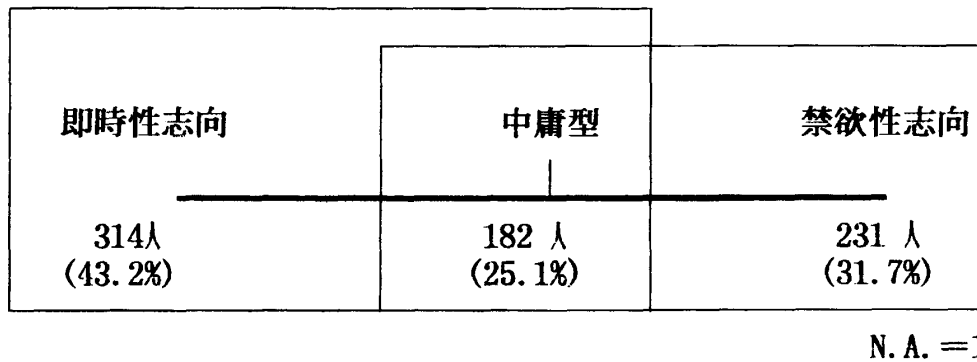 即時性志向 中庸型 禁欲性志向
314人 182 人 231 人
(43.2%) (25.1%) (31.7%)
N.A.=1